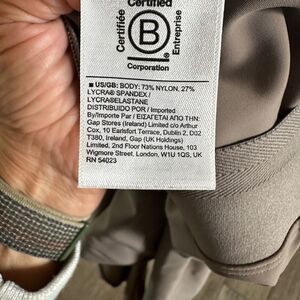 Certified
Certifiée
B
Entreprise
Corporation
■ US/GB: BODY: 73% NYLON, 27%
LYCRA® SPANDEX /
LYCRA®ELASTANE
DISTRIBUIDO POR / Imported
By/Importe Par / ΕΙΣΑΓΕΤΑΙ ΑΠΟ ΤΗΝ:
Gap Stores (Ireland) Limited c/o Arthur
Cox, 10 Earlsfort Terrace, Dublin 2, D02
T380, Ireland, Gap (UK Holdings)
Limited, 2nd Floor Nations House, 103
Wigmore Street, London, W1U 1QS, UK
RN 54023